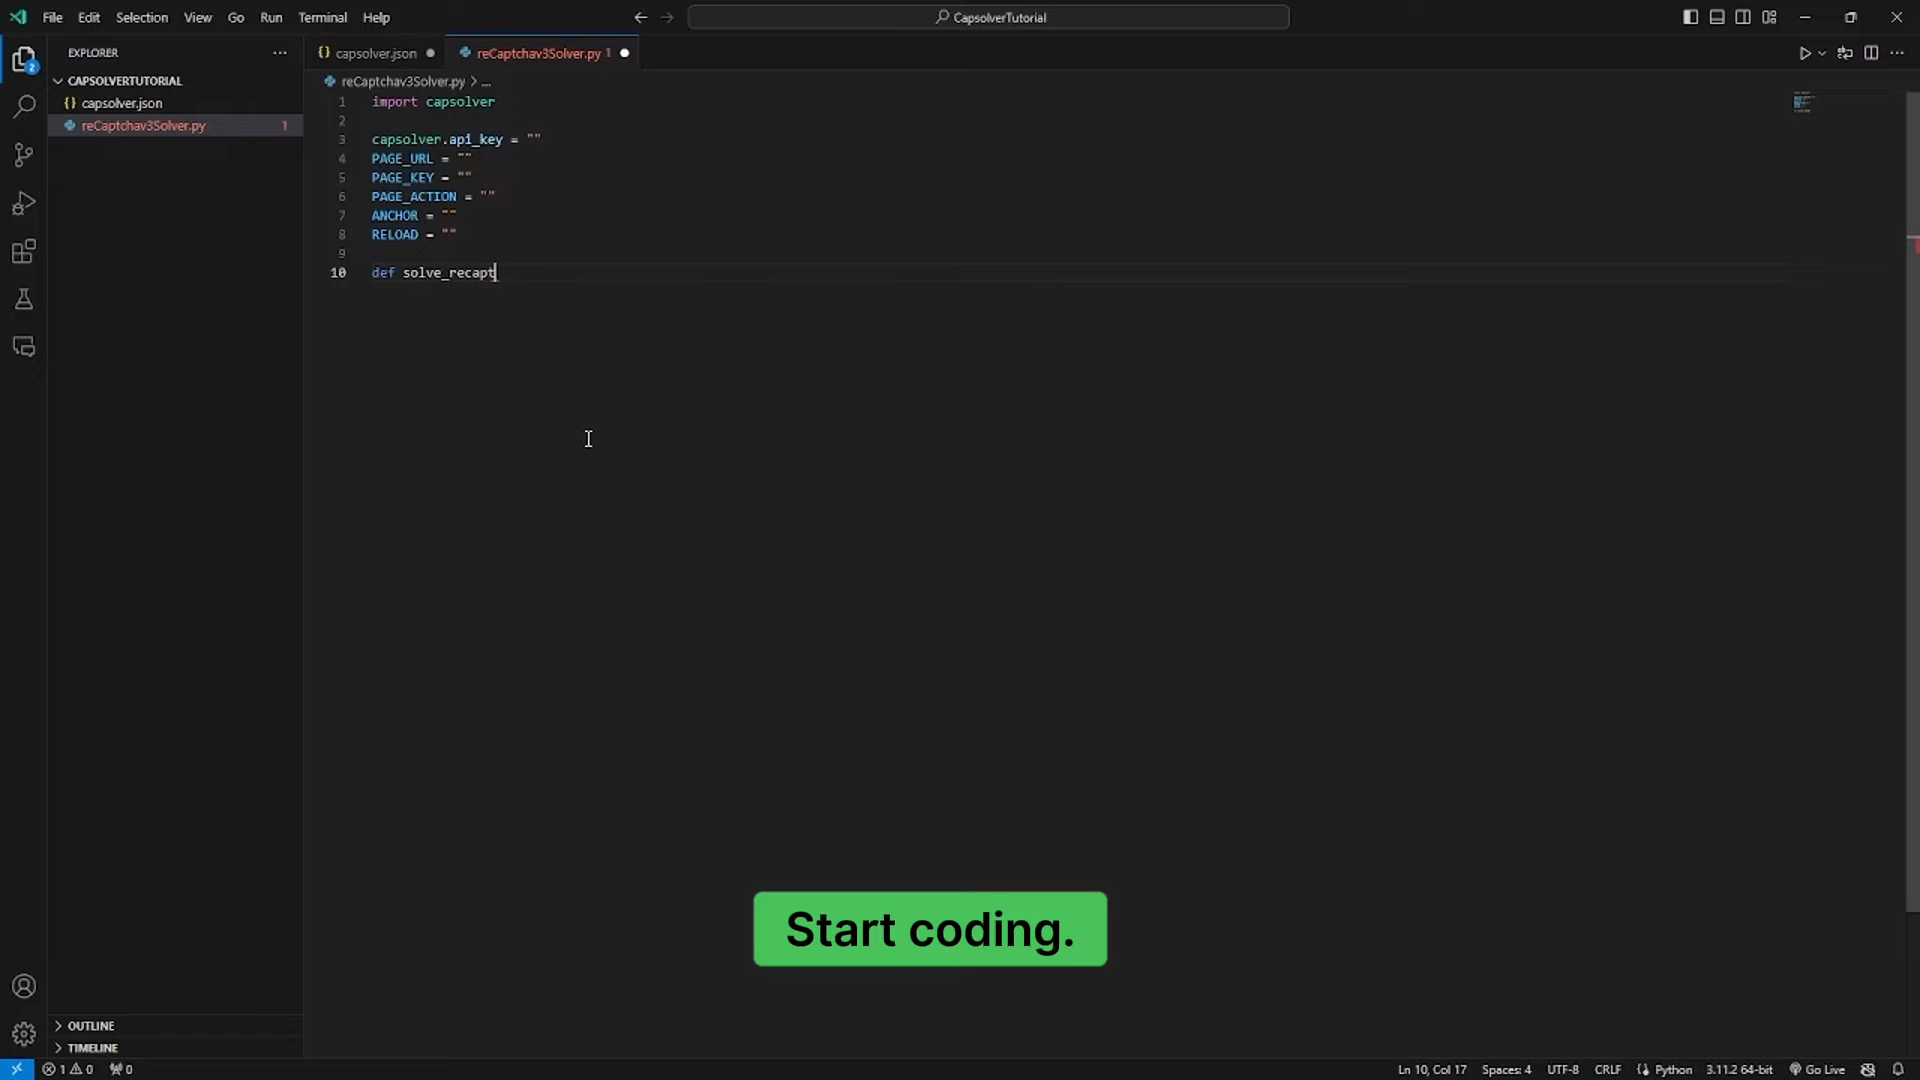 File Edit Selection View Go Run Terminal Help
CapsolverTutorial
EXPLORER
capsolver.json
reCaptchav3Solver.py 1
CAPSOLVERTUTORIAL
capsolver.json
reCaptchav3Solver.py 1
2
reCaptchav3Solver.py > ...
1 import capsolver
2
3 capsolver.api_key = ""
4 PAGE_URL = ""
5 PAGE_KEY = ""
6 PAGE_ACTION = ""
7 ANCHOR = ""
8 RELOAD = ""
9
10 def solve_recapt
Start coding.
OUTLINE
TIMELINE
1 0 0
Ln 10, Col 17 Spaces: 4 UTF-8 CRLF Python 3.11.2 64-bit Go Live